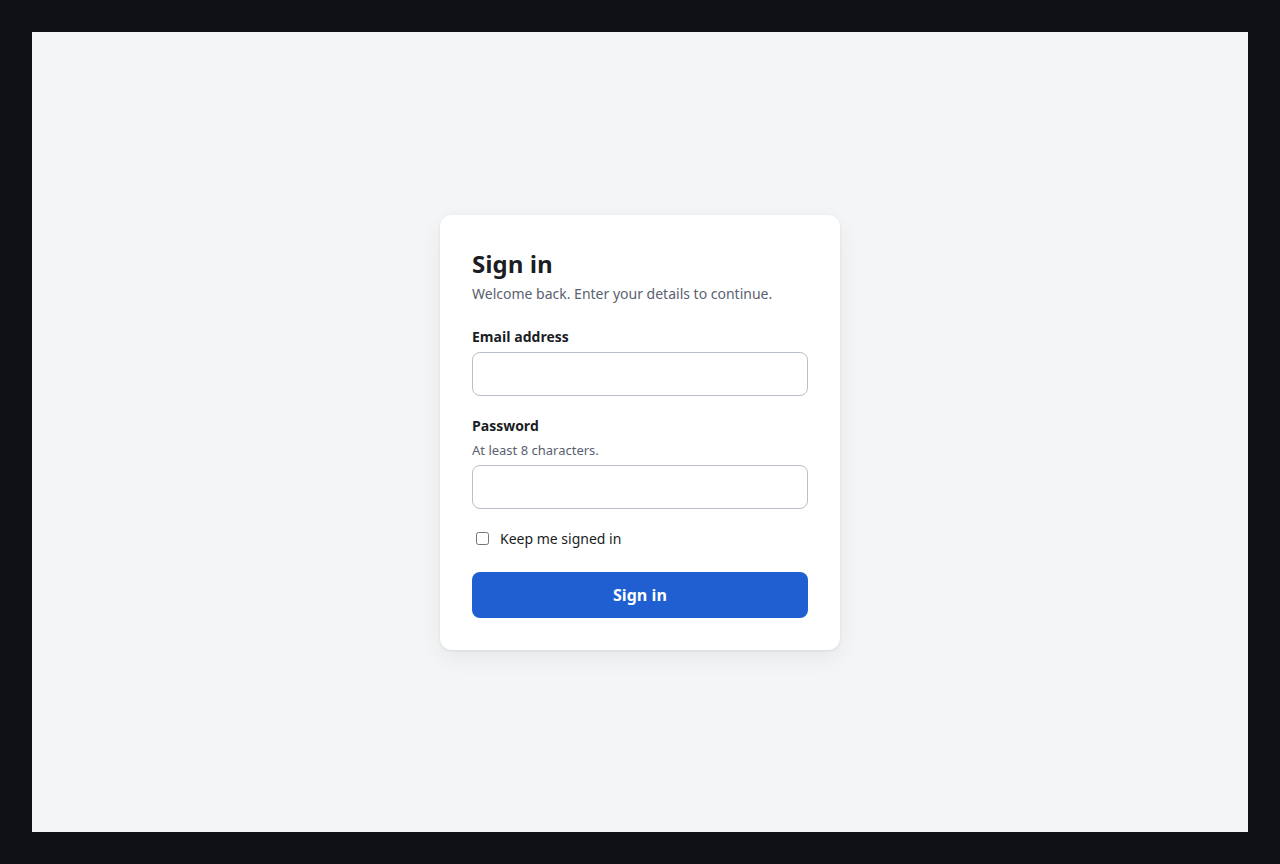 Sign in
Welcome back. Enter your details to continue.
Email address
Password
At least 8 characters.
Keep me signed in
Sign in